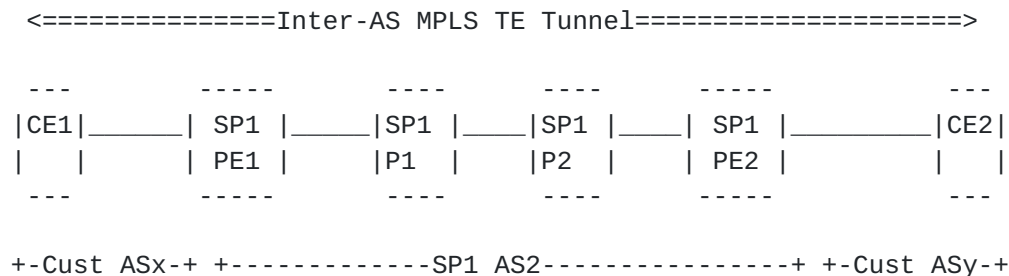 <===============Inter-AS MPLS TE Tunnel=====================>
---       -----       ----      ----      -----               ---
|CE1|______| SP1 |_____|SP1 |____|SP1 |____| SP1 |_________|CE2|
|   |      | PE1 |     |P1  |    |P2  |    | PE2 |         |   |
---       -----       ----      ----      -----               ---
+-Cust ASx-+ +-------------SP1 AS2----------------+ +-Cust ASy-+